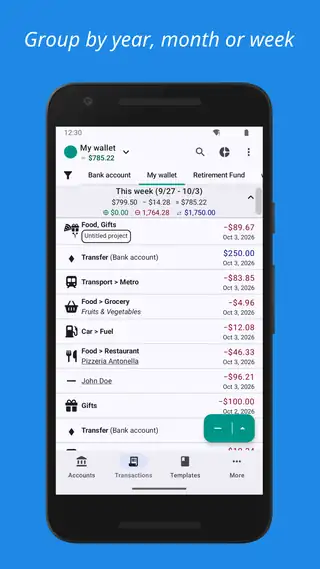 Group by year, month or week
12:30
My wallet
~ $785.22
Bank account
My wallet
Retirement Fund
This week (9/27 - 10/3)
$799.50 − $14.28 = $785.22
$0.00 1,764.28 $1,750.00
Food, Gifts
Untitled project
−$89.67
Oct 3, 2026
Transfer (Bank account)
$250.00
Oct 3, 2026
Transport > Metro
−$83.85
Oct 3, 2026
Food > Grocery
Fruits & Vegetables
−$4.96
Oct 3, 2026
Car > Fuel
−$12.08
Oct 3, 2026
Food > Restaurant
Pizzeria Antonella
−$46.33
Oct 3, 2026
— John Doe
−$96.21
Oct 3, 2026
Gifts
−$100.00
Oct 2, 2026
Transfer (Bank account)
Accounts
Transactions
Templates
More